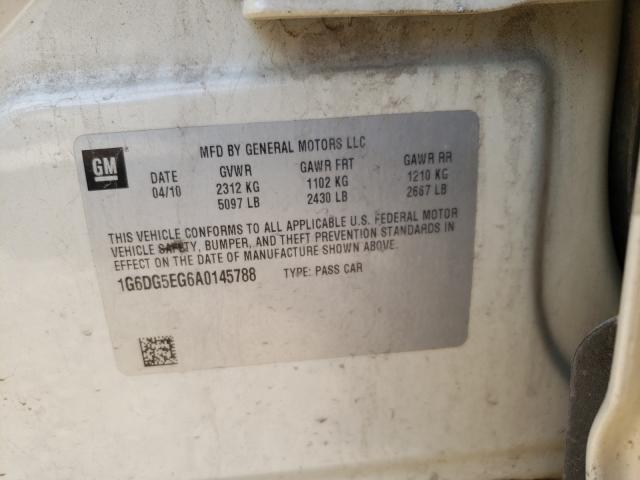 MFD BY GENERAL MOTORS LLC
GM
DATE GVWR GAWR FRT GAWR RR
04/10 2312 KG 1102 KG 1210 KG
5097 LB 2430 LB 2667 LB
THIS VEHICLE CONFORMS TO ALL APPLICABLE U.S. FEDERAL MOTOR
VEHICLE SAFETY, BUMPER, AND THEFT PREVENTION STANDARDS IN
EFFECT ON THE DATE OF MANUFACTURE SHOWN ABOVE.
1G6DG5EG6A0145788 TYPE: PASS CAR